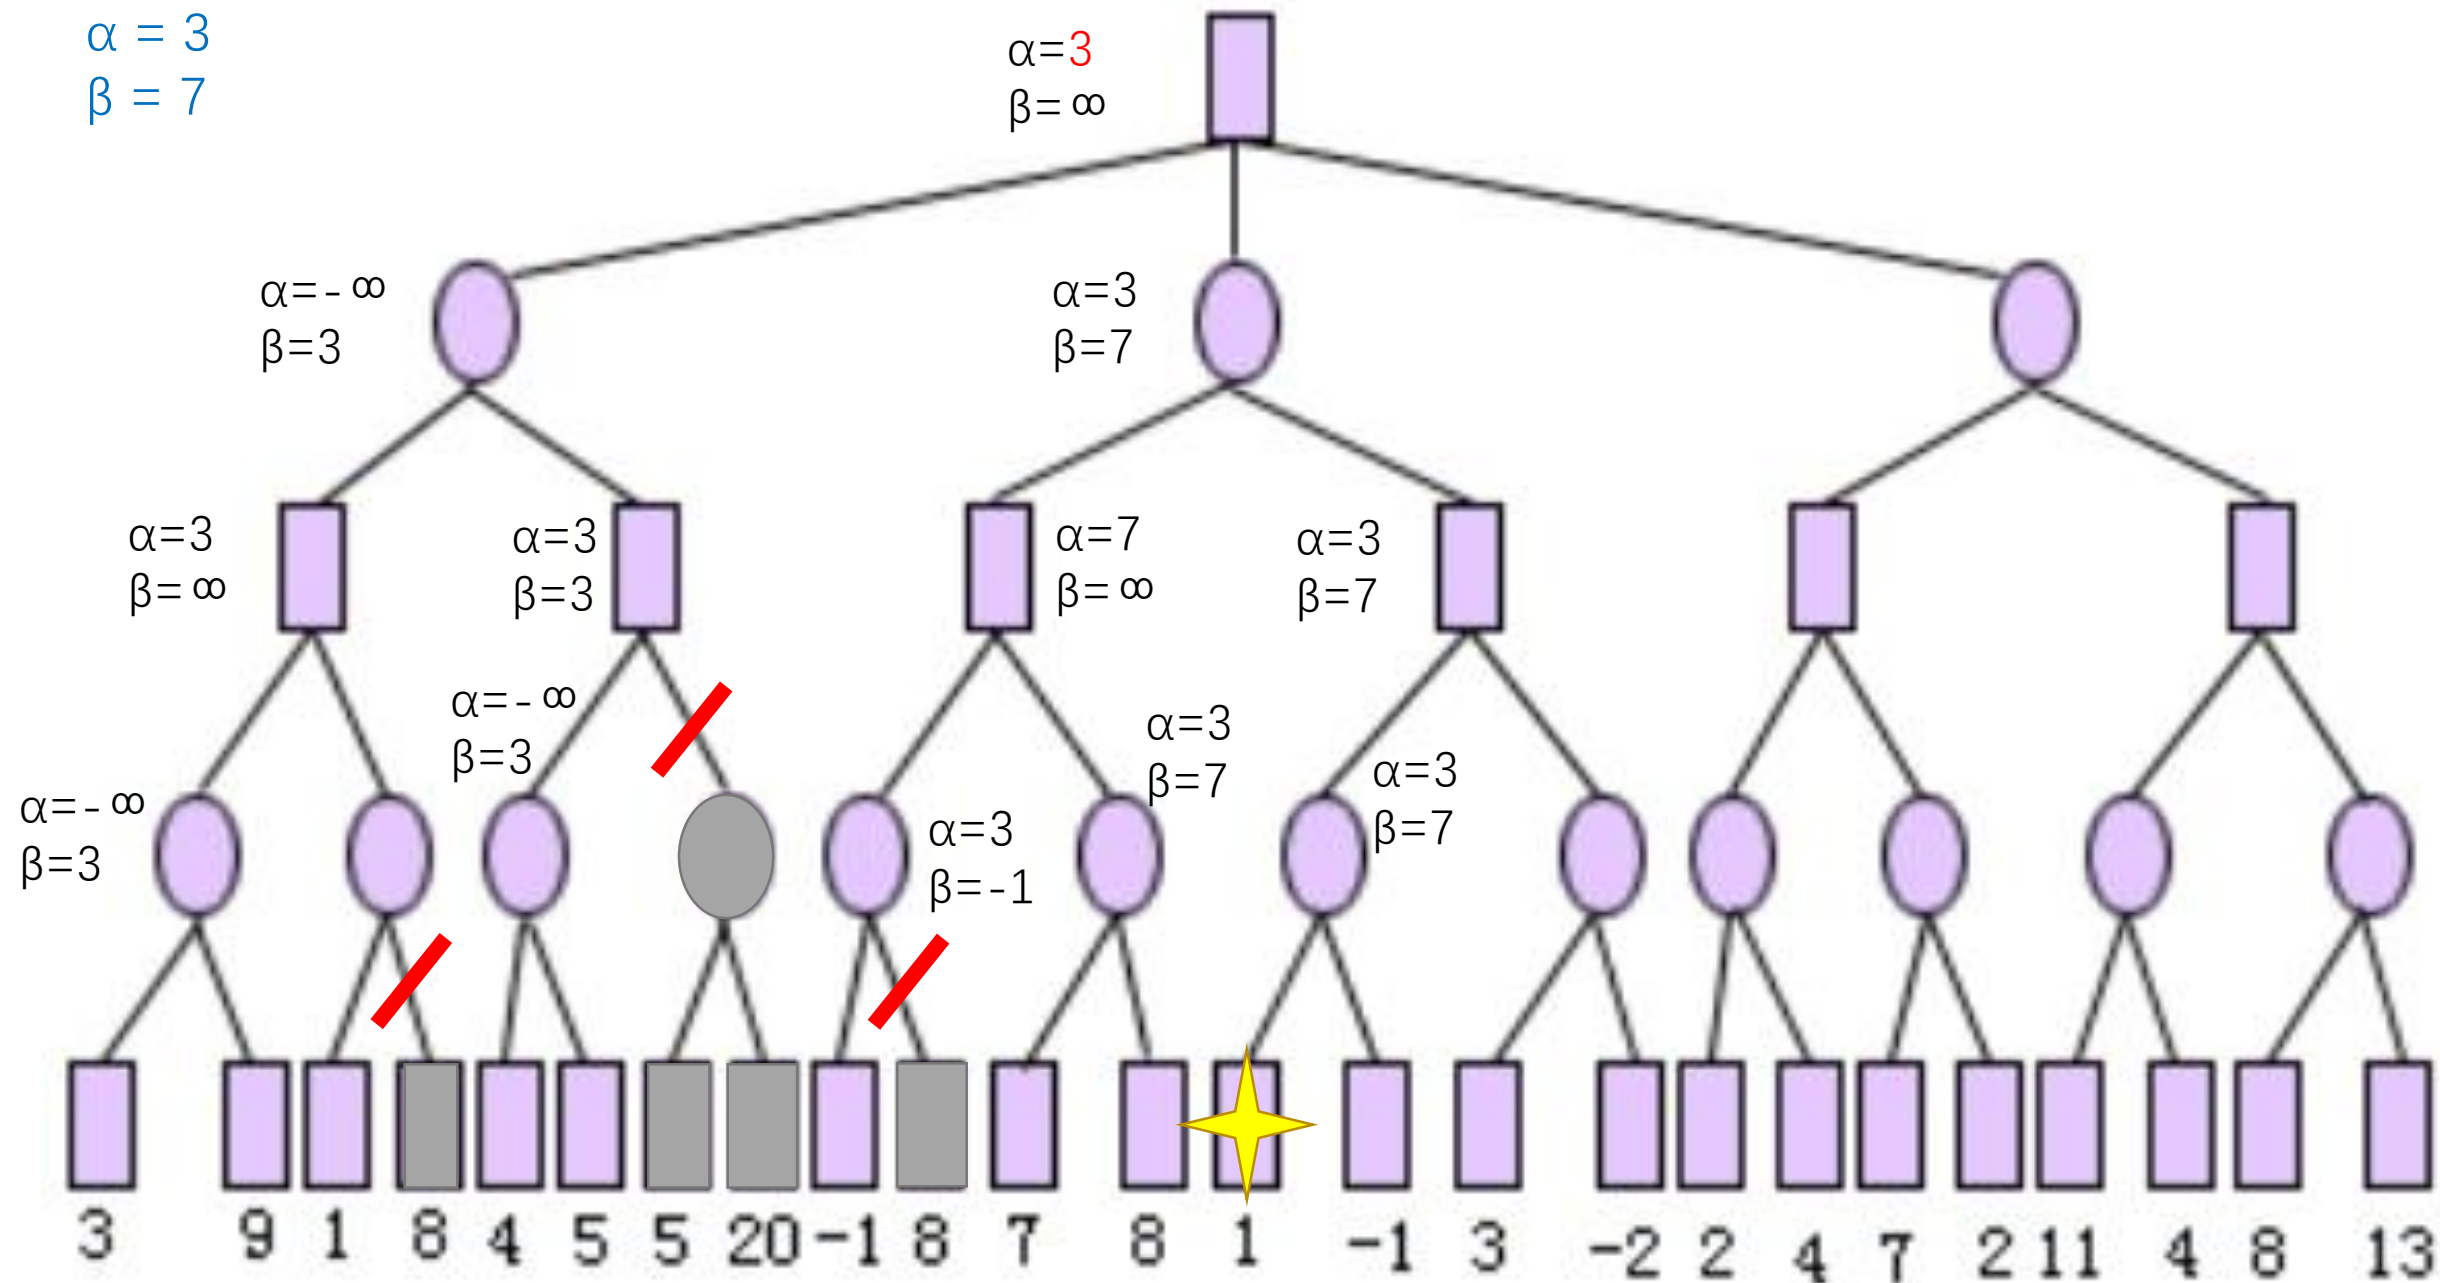 α = 3
β = 7
α=3
β=∞
α=-∞
β=3
α=3
β=7
α=3
β=∞
α=3
β=3
α=7
β=∞
α=3
β=7
α=-∞
β=3
α=3
β=7
α=3
β=7
α=-∞
β=3
α=3
β=-1
3 9 1 8 4 5 5 20 -1 8 7 8 1 -1 3 -2 2 4 7 2 11 4 8 13